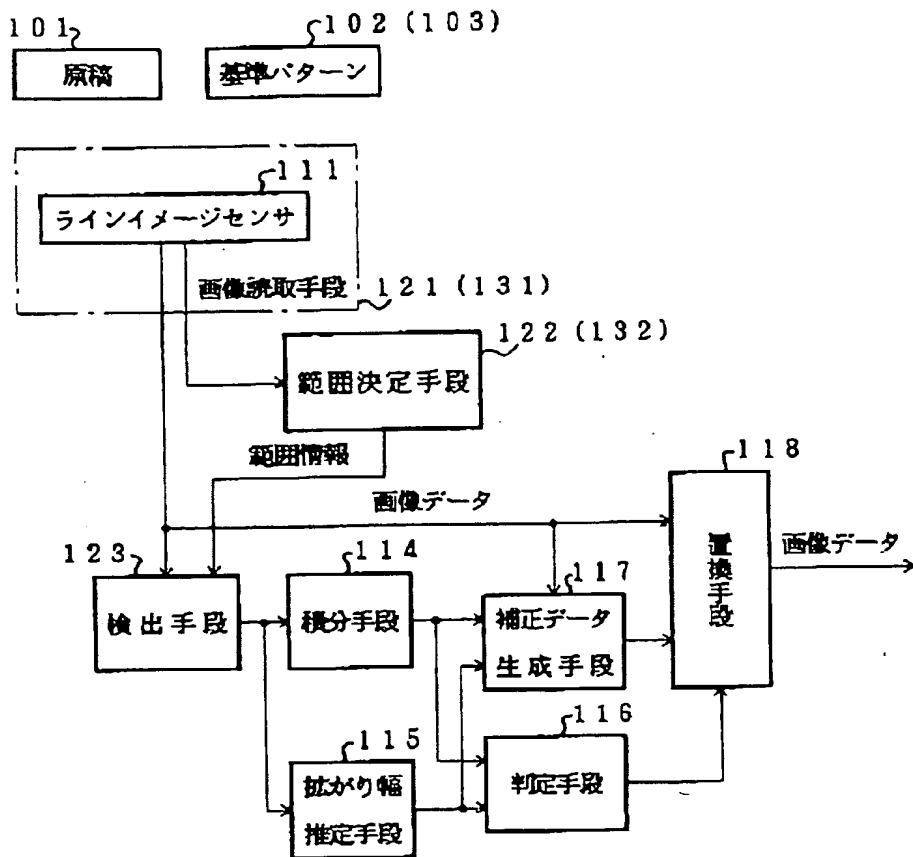 101
102(103)
原稿
基準パターン
111
ラインイメージセンサ
画像読取手段
121(131)
122(132)
範囲決定手段
範囲情報
118
画像データ
置換手段
画像データ
123
114
117
検出手段
積分手段
補正データ
生成手段
115
116
拡がり幅
推定手段
判定手段